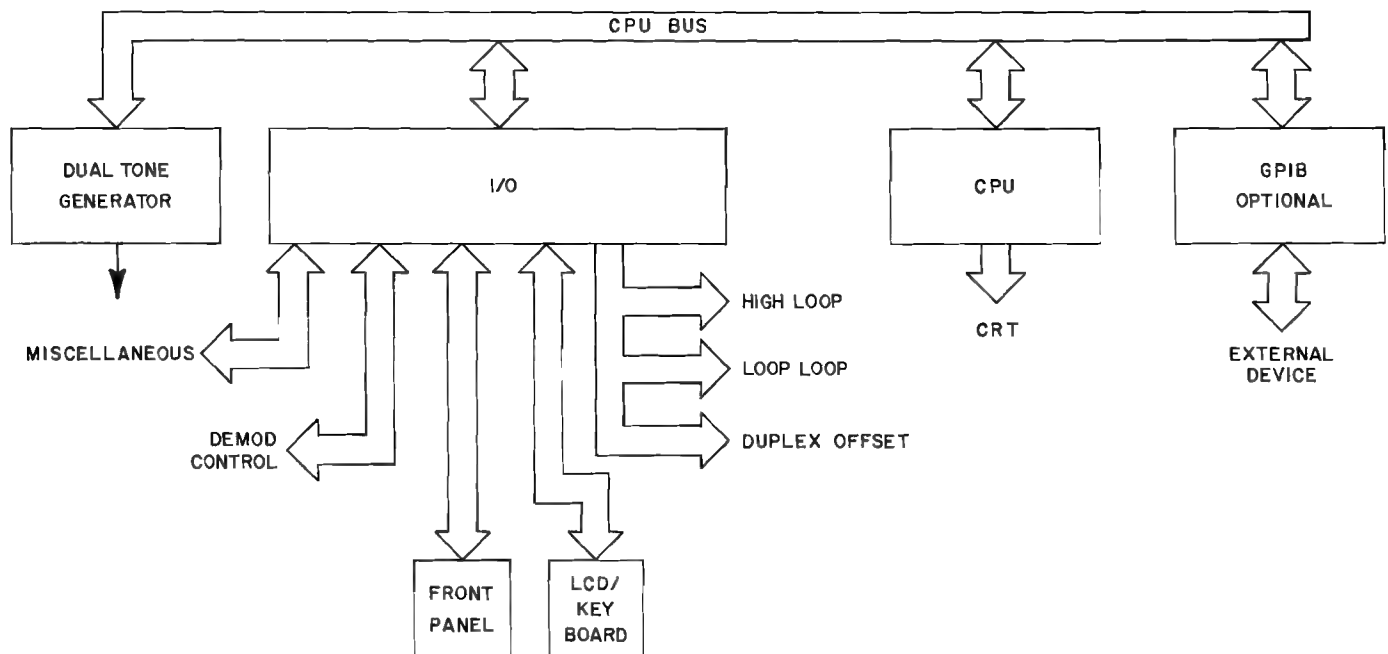 CPU BUS
DUAL TONE
GENERATOR
I/O
CPU
GPIB
OPTIONAL
MISCELLANEOUS
HIGH LOOP
LOOP LOOP
DUPLEX OFFSET
CRT
EXTERNAL
DEVICE
DEMOD
CONTROL
FRONT
PANEL
LCD/
KEY
BOARD